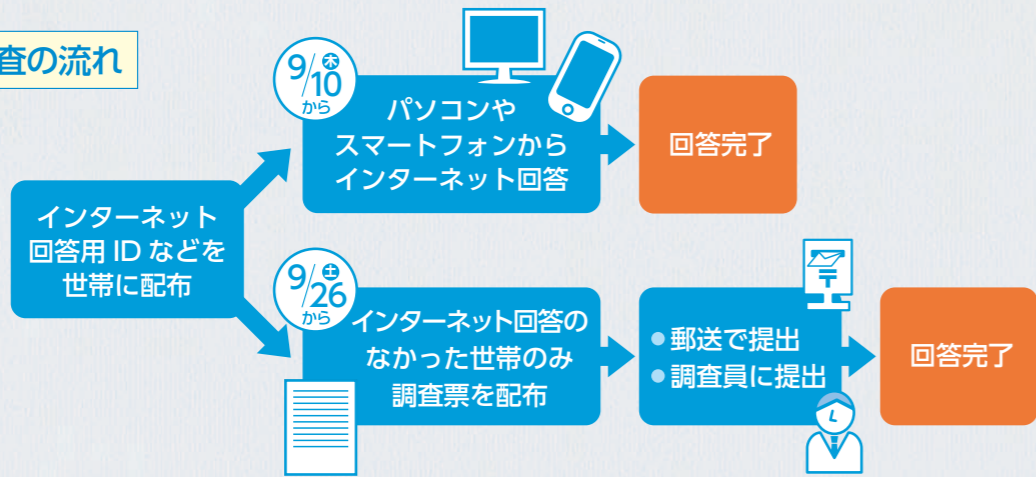 査の流れ
インターネット
回答用 ID などを
世帯に配布
9/10
木
から
パソコンや
スマートフォンから
インターネット回答
回答完了
9/26
土
から
インターネット回答の
なかった世帯のみ
調査票を配布
●郵送で提出
●調査員に提出
回答完了